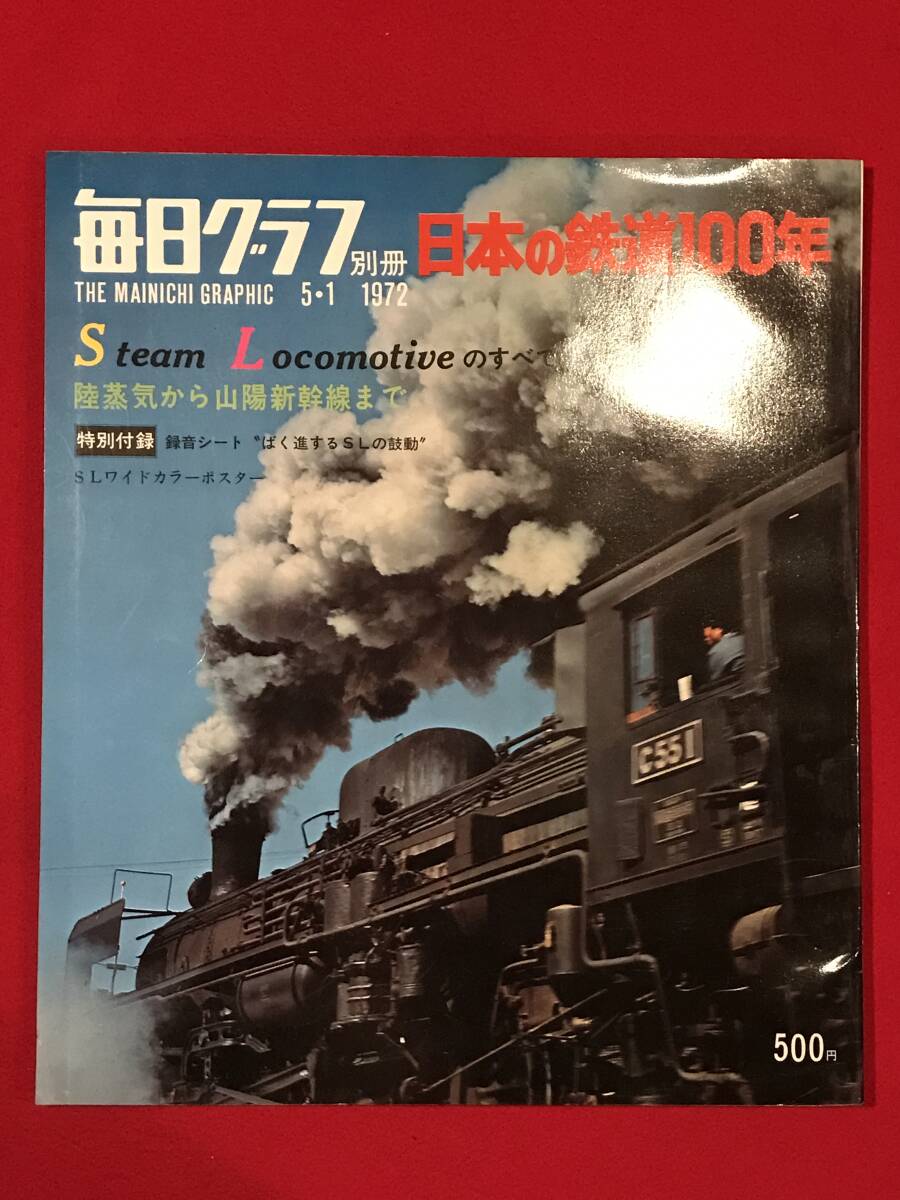 毎日グラフ別冊 日本の鉄道100年
THE MAINICHI GRAPHIC 5・1 1972
Steam Locomotiveのすべて
陸蒸気から山陽新幹線まで
特別付録 録音シート〝ばく進するSLの鼓動〟
SLワイドカラーポスター
C551
500円